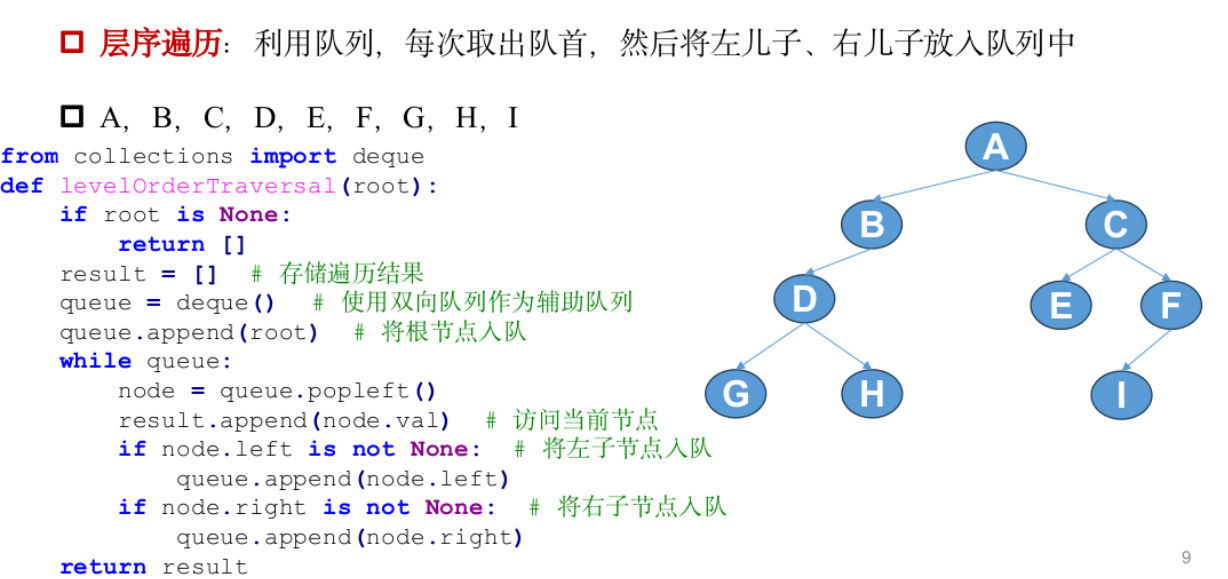 层序遍历：利用队列，每次取出队首，然后将左儿子、右儿子放入队列中
A，B，C，D，E，F，G，H，I
from collections import deque
def levelOrderTraversal(root):
    if root is None:
        return []
    result = []  # 存储遍历结果
    queue = deque()  # 使用双向队列作为辅助队列
    queue.append(root)  # 将根节点入队
    while queue:
        node = queue.popleft()
        result.append(node.val)  # 访问当前节点
        if node.left is not None:  # 将左子节点入队
            queue.append(node.left)
        if node.right is not None:  # 将右子节点入队
            queue.append(node.right)
    return result
A
B C
D E F
G H I
9